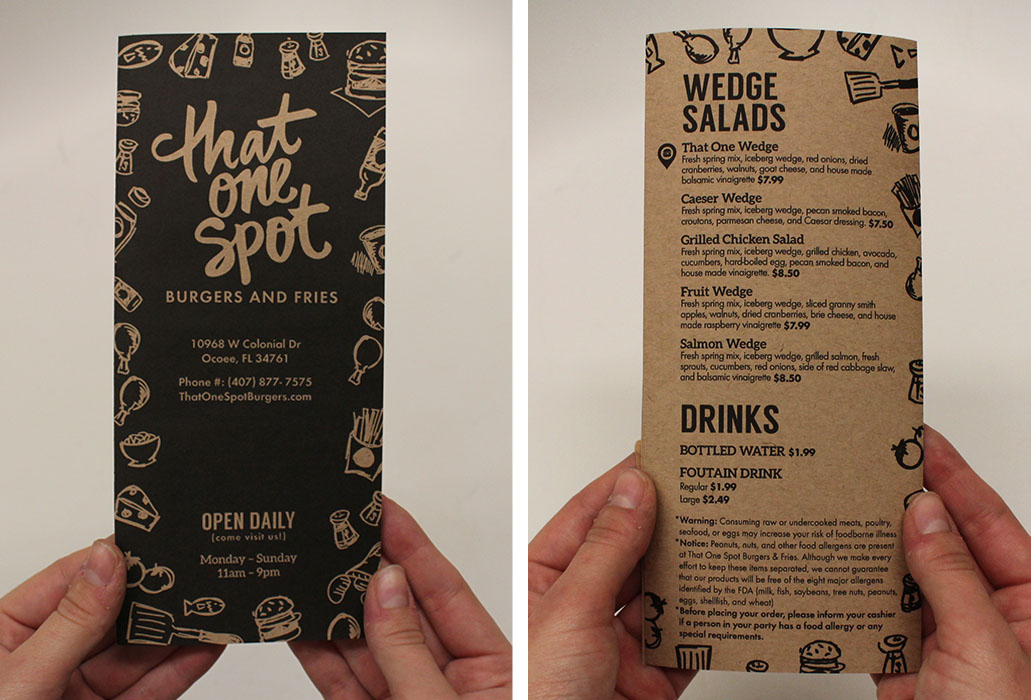 that
one
spot
BURGERS AND FRIES
10968 W Colonial Dr
Ocoee, FL 34761
Phone #: (407) 877- 7575
ThatOneSpotBurgers.com
OPEN DAILY
(come visit us!)
Monday – Sunday
11am – 9pm
WEDGE
SALADS
That One Wedge
Fresh spring mix, iceberg wedge, red onions, dried
cranberries, walnuts, goat cheese, and house made
balsamic vinaigrette $7.99
Caeser Wedge
Fresh spring mix, iceberg wedge, pecan smoked bacon,
croutons, parmesan cheese, and Caesar dressing. $7.50
Grilled Chicken Salad
Fresh spring mix, iceberg wedge, grilled chicken, avocado,
cucumbers, hard-boiled egg, pecan smoked bacon, and
house made vinaigrette. $8.50
Fruit Wedge
Fresh spring mix, iceberg wedge, sliced granny smith
apples, walnuts, dried cranberries, brie cheese, and house
made raspberry vinaigrette $7.99
Salmon Wedge
Fresh spring mix, iceberg wedge, grilled salmon, fresh
sprouts, cucumbers, red onions, side of red cabbage slaw,
and balsamic vinaigrette $8.50
DRINKS
BOTTLED WATER $1.99
FOUTAIN DRINK
Regular $1.99
Large $2.49
*Warning: Consuming raw or undercooked meats, poultry,
seafood, or eggs may increase your risk of foodborne illness
*Notice: Peanuts, nuts, and other food allergens are present
at That One Spot Burgers & Fries. Although we make every
effort to keep these items separated, we cannot guarantee
that our products will be free of the eight major allergens
identified by the FDA (milk, fish, soybeans, tree nuts, peanuts,
eggs, shellfish, and wheat)
*Before placing your order, please inform your cashier
if a person in your party has a food allergy or any
special requirements.